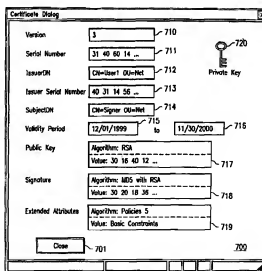 Certificate Dialog
Version 3 710
Serial Number 31 40 60 14 ... 711
720
Private Key
IssuerDN CN=User1 OU=Net 712
Issuer Serial Number 40 31 14 56 ... 713
SubjectDN CN=Signer OU=Net 714
Validity Period 12/01/1999 715 to 11/30/2000 716
Public Key Algorithm: RSA
Value: 30 16 40 12 ... 717
Signature Algorithm: MD5 with RSA
Value: 30 20 18 36 ... 718
Extended Attributes Algorithm: Policies 5
Value: Basic Constraints 719
Close 701 700